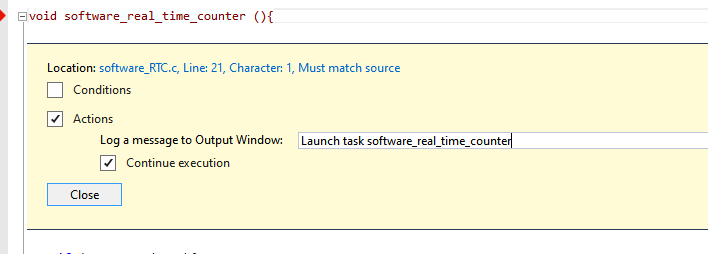 void software_real_time_counter (){
Location: software_RTC.c, Line: 21, Character: 1, Must match source
Conditions
Actions
Log a message to Output Window: Launch task software_real_time_counter
Continue execution
Close